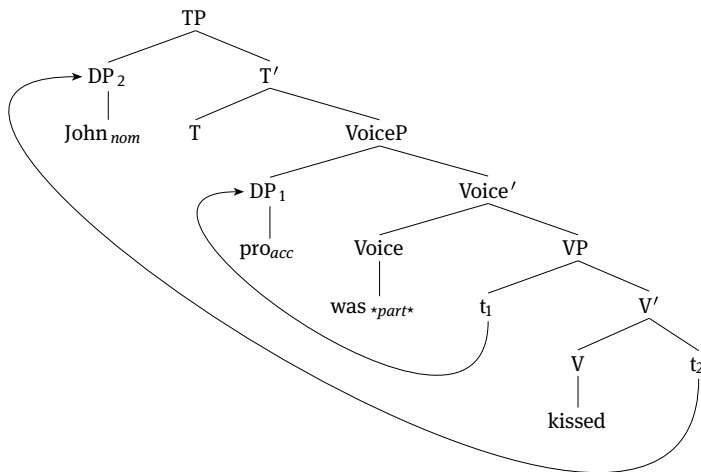 TP
DP₂ T′
John nom T VoiceP
DP₁ Voice′
pro acc Voice VP
was ⋆part⋆ t₁ V′
V t₂
kissed